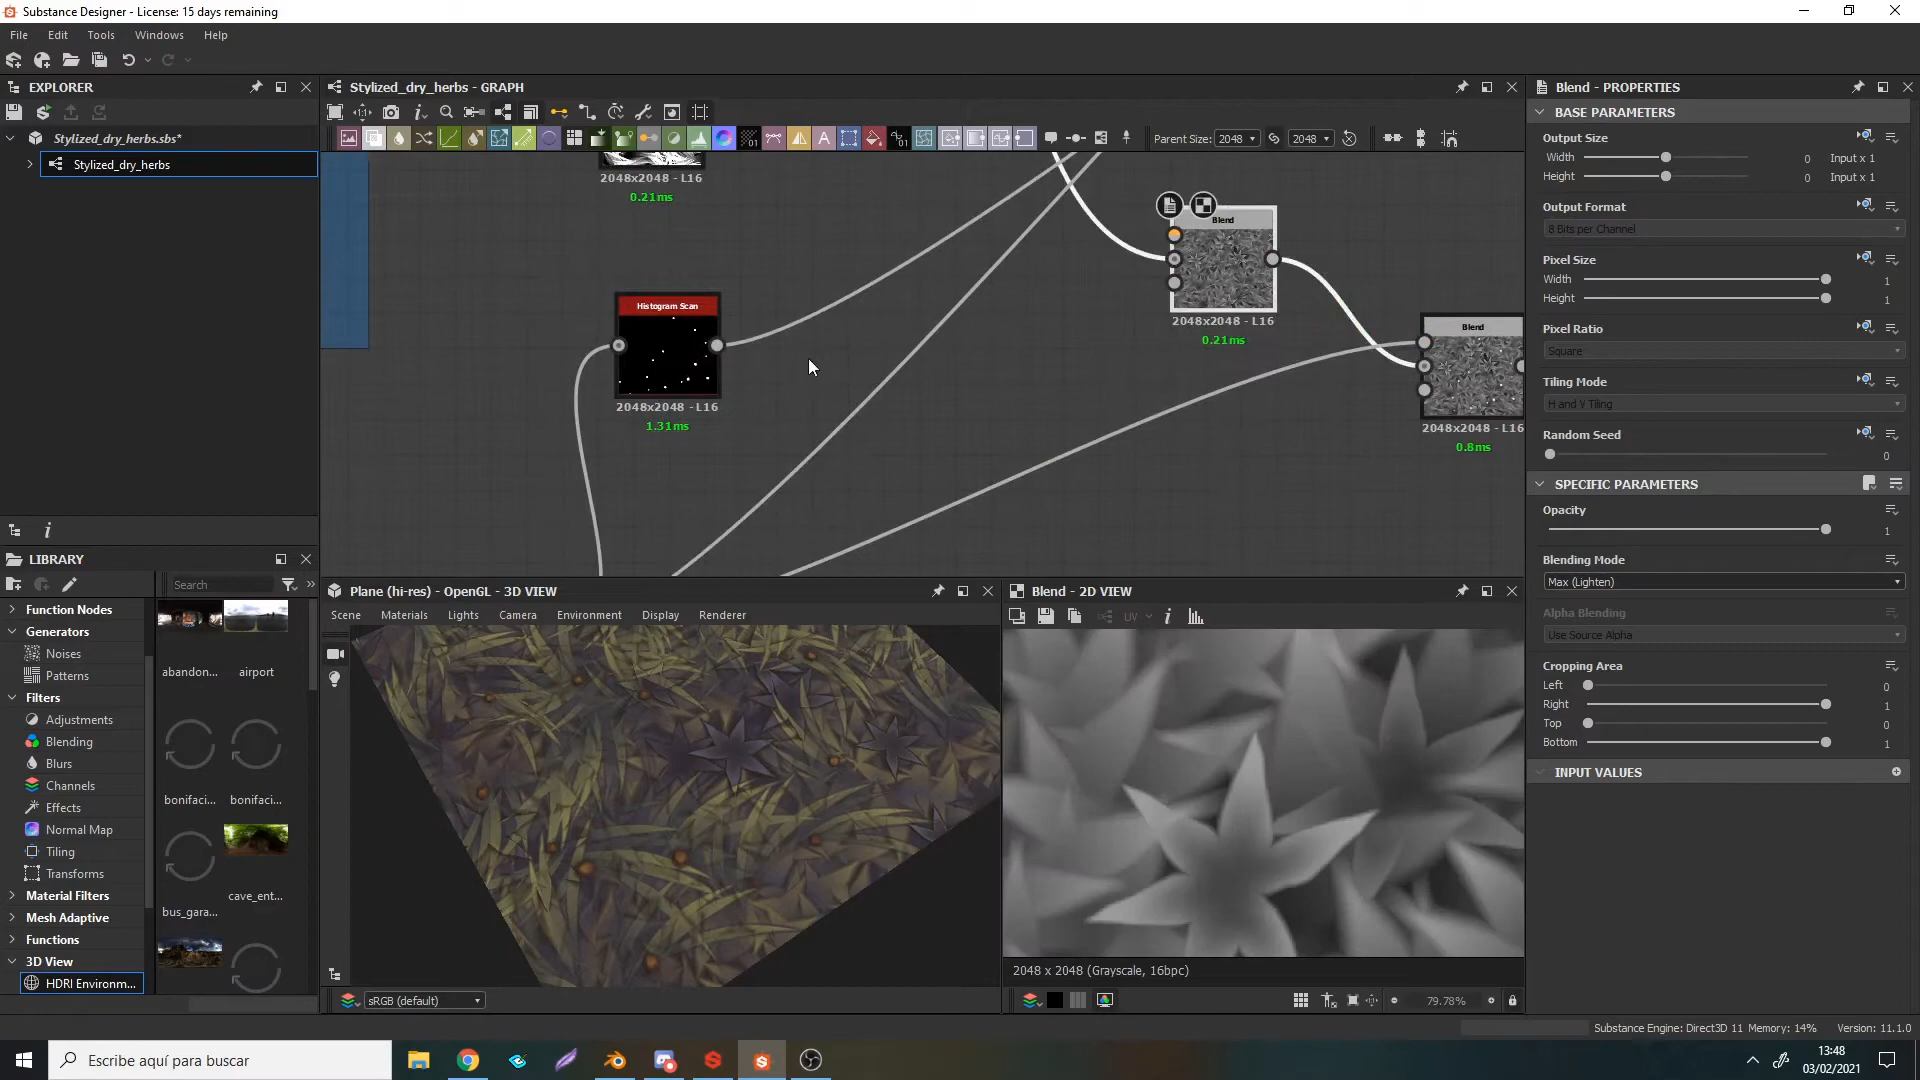 Substance Designer - License: 15 days remaining
File Edit Tools Windows Help
EXPLORER
Stylized_dry_herbs.sbs*
Stylized_dry_herbs
LIBRARY
Search
Function Nodes
Generators
Noises
Patterns
Filters
Adjustments
Blending
Blurs
Channels
Effects
Normal Map
Tiling
Transforms
Material Filters
Mesh Adaptive
Functions
3D View
HDRI Environm...
abandon...
airport
bonifaci...
bonifaci...
bus_gara...
cave_ent...
Stylized_dry_herbs - GRAPH
Parent Size: 2048 2048
2048x2048 - L16
0.21ms
Histogram Scan
2048x2048 - L16
1.31ms
Blend
2048x2048 - L16
0.21ms
Blend
2048x2048 - L16
0.8ms
Plane (hi-res) - OpenGL - 3D VIEW
Scene Materials Lights Camera Environment Display Renderer
sRGB (default)
Blend - 2D VIEW
UV
2048 x 2048 (Grayscale, 16bpc)
79.78%
Blend - PROPERTIES
BASE PARAMETERS
Output Size
Width 0 Input x 1
Height 0 Input x 1
Output Format
8 Bits per Channel
Pixel Size
Width 1
Height 1
Pixel Ratio
Square
Tiling Mode
H and V Tiling
Random Seed
0
SPECIFIC PARAMETERS
Opacity
1
Blending Mode
Max (Lighten)
Alpha Blending
Use Source Alpha
Cropping Area
Left 0
Right 1
Top 0
Bottom 1
INPUT VALUES
Substance Engine: Direct3D 11 Memory: 14% Version: 11.1.0
Escribe aquí para buscar
13:48
03/02/2021